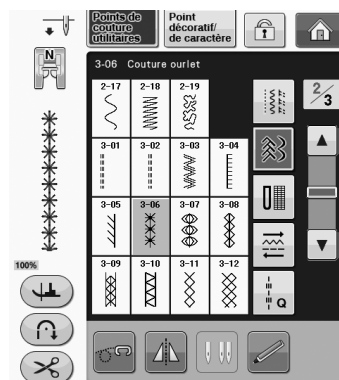 Points de
couture
utilitaires
Point
décoratif/
de caractère
N
3-06 Couture ourlet
2-17 2-18 2-19
2/3
3-01 3-02 3-03 3-04
3-05 3-06 3-07 3-08
100%
3-09 3-10 3-11 3-12
Q